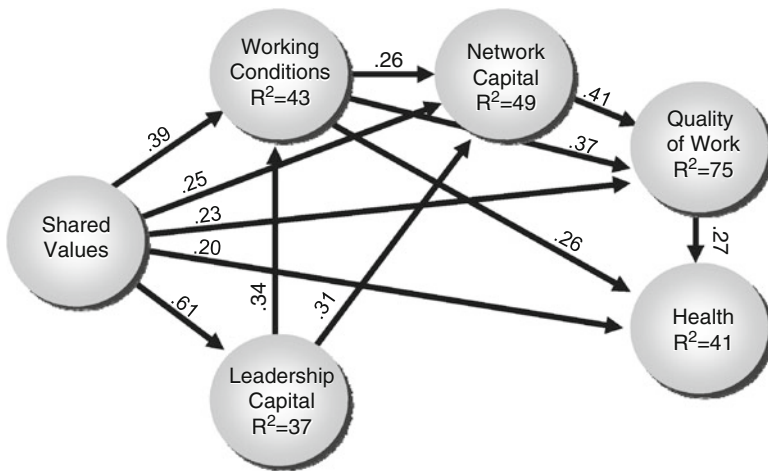 Working
Conditions
R²=43
.26
Network
Capital
R²=49
.41
Quality
of Work
R²=75
.39
.37
.25
Shared
Values
.23
.20
.26
.27
.61
.34
.31
Health
R²=41
Leadership
Capital
R²=37